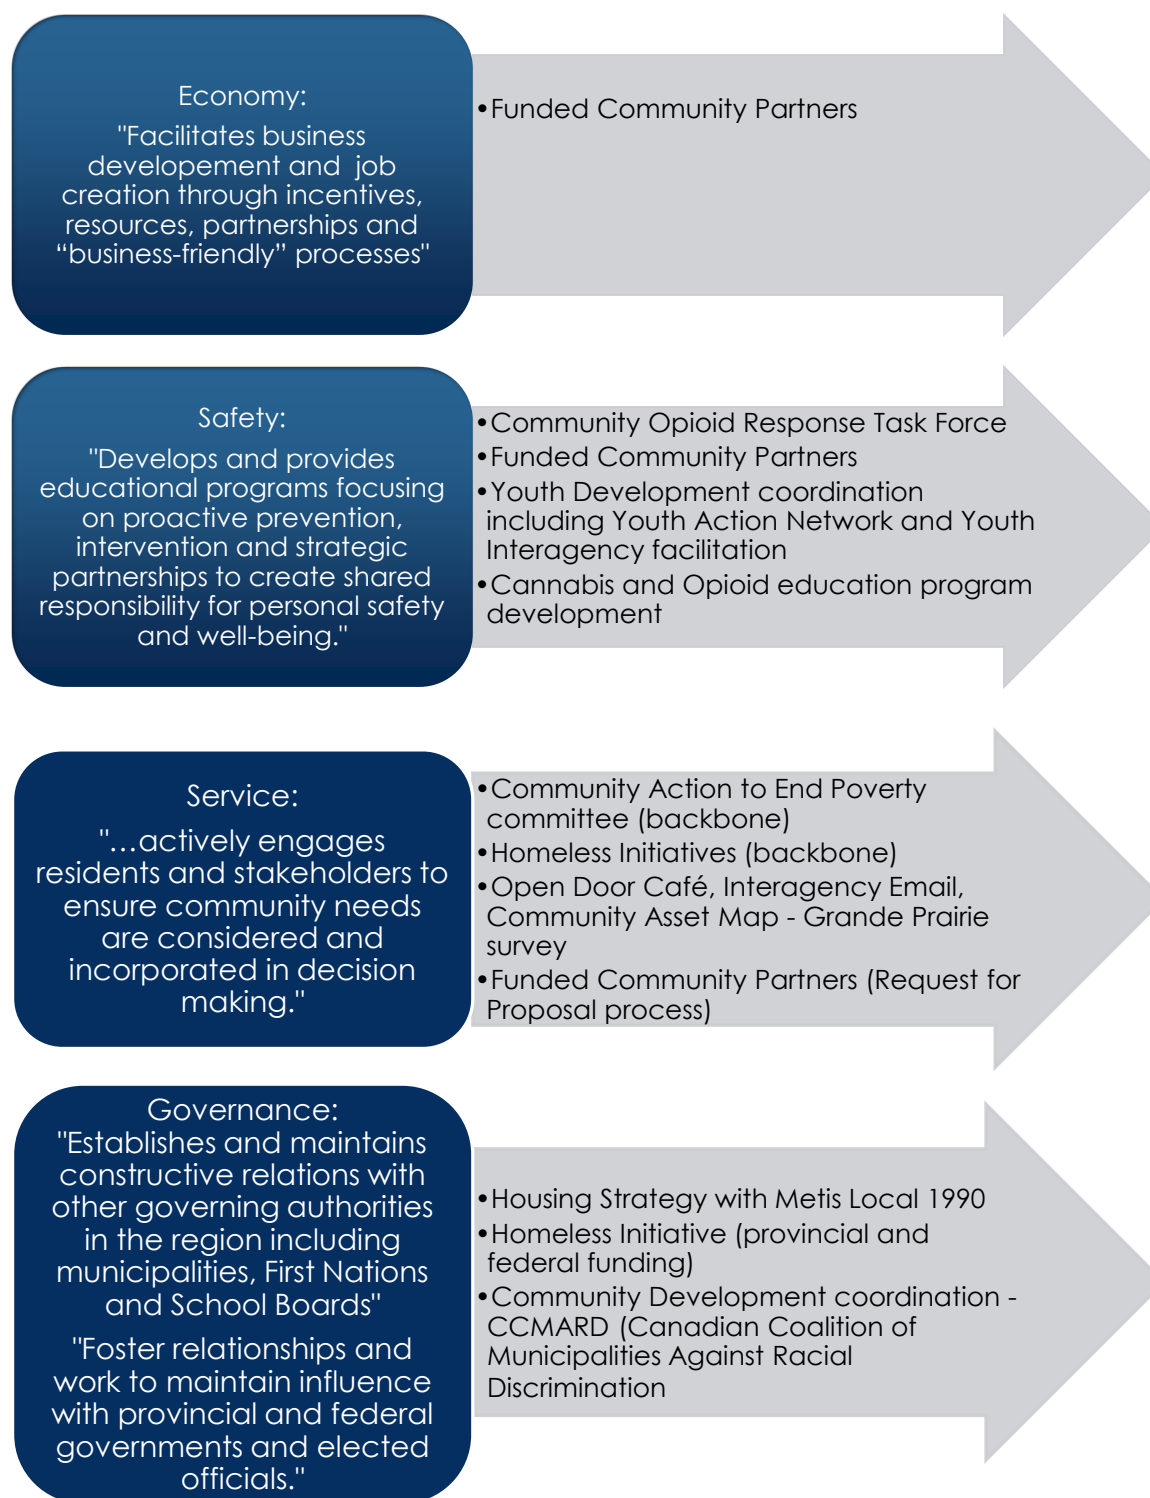 Economy:
"Facilitates business
developement and  job
creation through incentives,
resources, partnerships and
“business-friendly” processes"
•Funded Community Partners
Safety:
"Develops and provides
educational programs focusing
on proactive prevention,
intervention and strategic
partnerships to create shared
responsibility for personal safety
and well-being."
•Community Opioid Response Task Force
•Funded Community Partners
•Youth Development coordination
including Youth Action Network and Youth
Interagency facilitation
•Cannabis and Opioid education program
development
Service:
"…actively engages
residents and stakeholders to
ensure community needs
are considered and
incorporated in decision
making."
•Community Action to End Poverty
committee (backbone)
•Homeless Initiatives (backbone)
•Open Door Café, Interagency Email,
Community Asset Map - Grande Prairie
survey
•Funded Community Partners (Request for
Proposal process)
Governance:
"Establishes and maintains
constructive relations with
other governing authorities
in the region including
municipalities, First Nations
and School Boards"
"Foster relationships and
work to maintain influence
with provincial and federal
governments and elected
officials."
•Housing Strategy with Metis Local 1990
•Homeless Initiative (provincial and
federal funding)
•Community Development coordination -
CCMARD (Canadian Coalition of
Municipalities Against Racial
Discrimination